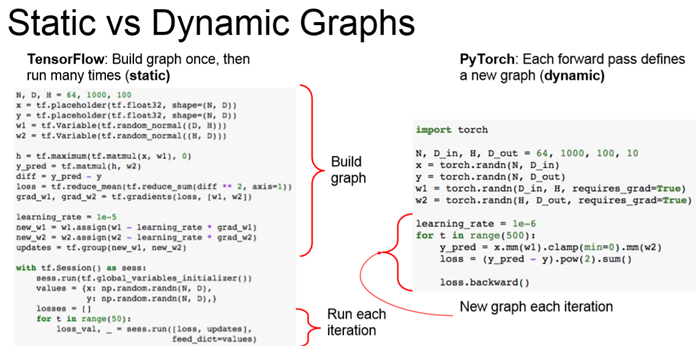 Static vs Dynamic Graphs
TensorFlow: Build graph once, then
run many times (static)
N, D, H = 64, 1000, 100
x = tf.placeholder(tf.float32, shape=(N, D))
y = tf.placeholder(tf.float32, shape=(N, D))
w1 = tf.Variable(tf.random_normal((D, H)))
w2 = tf.Variable(tf.random_normal((H, D)))
h = tf.maximum(tf.matmul(x, w1), 0)
y_pred = tf.matmul(h, w2)
diff = y_pred - y
loss = tf.reduce_mean(tf.reduce_sum(diff ** 2, axis=1))
grad_w1, grad_w2 = tf.gradients(loss, [w1, w2])
learning_rate = 1e-5
new_w1 = w1.assign(w1 - learning_rate * grad_w1)
new_w2 = w2.assign(w2 - learning_rate * grad_w2)
updates = tf.group(new_w1, new_w2)
with tf.Session() as sess:
sess.run(tf.global_variables_initializer())
values = {x: np.random.randn(N, D),
y: np.random.randn(N, D),}
losses = []
for t in range(50):
loss_val, _ = sess.run([loss, updates],
feed_dict=values)
Build
graph
Run each
iteration
PyTorch: Each forward pass defines
a new graph (dynamic)
import torch
N, D_in, H, D_out = 64, 1000, 100, 10
x = torch.randn(N, D_in)
y = torch.randn(N, D_out)
w1 = torch.randn(D_in, H, requires_grad=True)
w2 = torch.randn(H, D_out, requires_grad=True)
learning_rate = 1e-6
for t in range(500):
y_pred = x.mm(w1).clamp(min=0).mm(w2)
loss = (y_pred - y).pow(2).sum()
loss.backward()
New graph each iteration